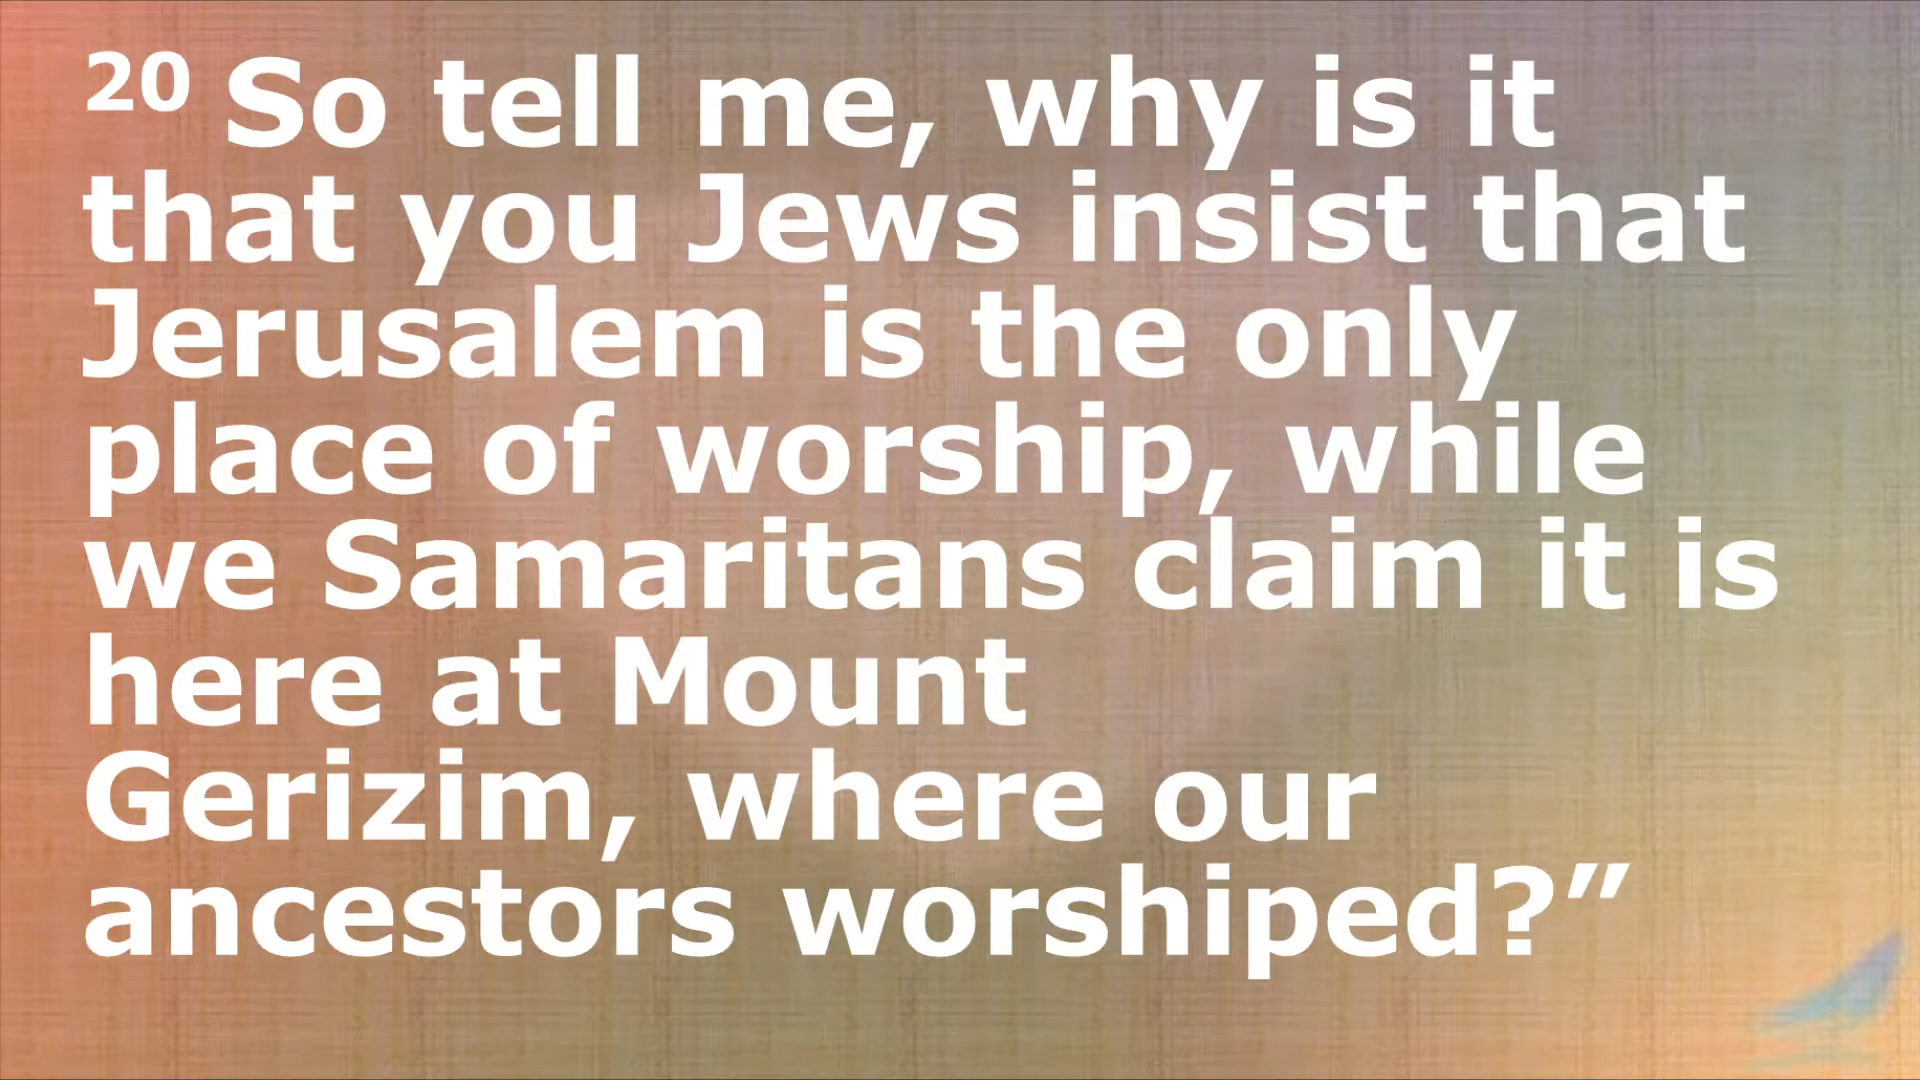 20 So tell me, why is it
that you Jews insist that
Jerusalem is the only
place of worship, while
we Samaritans claim it is
here at Mount
Gerizim, where our
ancestors worshiped?”